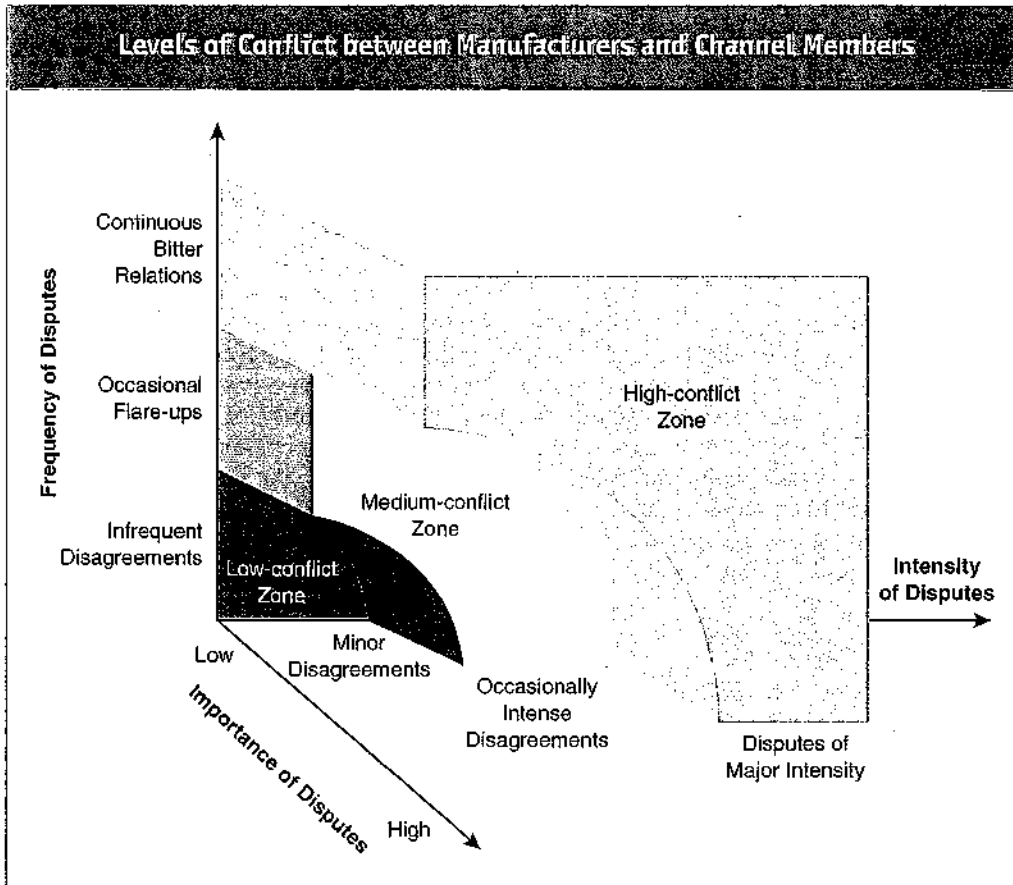 Levels of Conflict between Manufacturers and Channel Members
Frequency of Disputes
Continuous
Bitter
Relations
Occasional
Flare-ups
Infrequent
Disagreements
High-conflict
Zone
Medium-conflict
Zone
Low-conflict
Zone
Intensity
of Disputes
Low
Minor
Disagreements
Occasionally
Intense
Disagreements
Disputes of
Major Intensity
Importance of Disputes
High